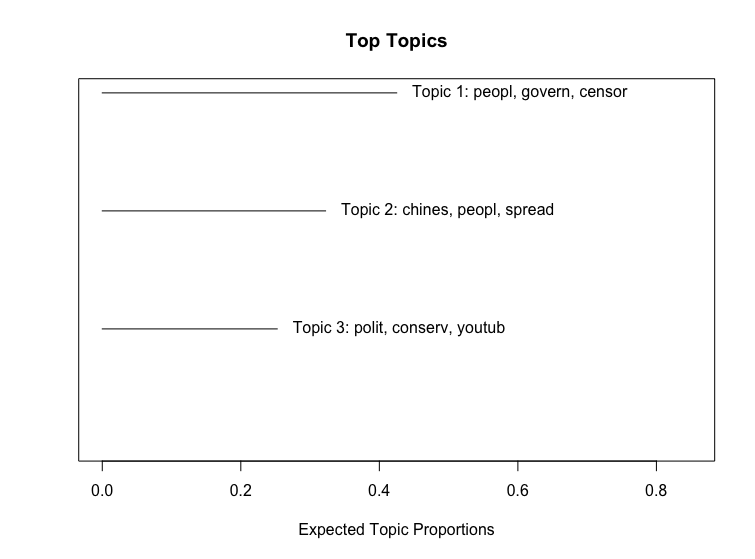 Top Topics
Topic 1: peopl, govern, censor
Topic 2: chines, peopl, spread
Topic 3: polit, conserv, youtub
0.0 0.2 0.4 0.6 0.8
Expected Topic Proportions